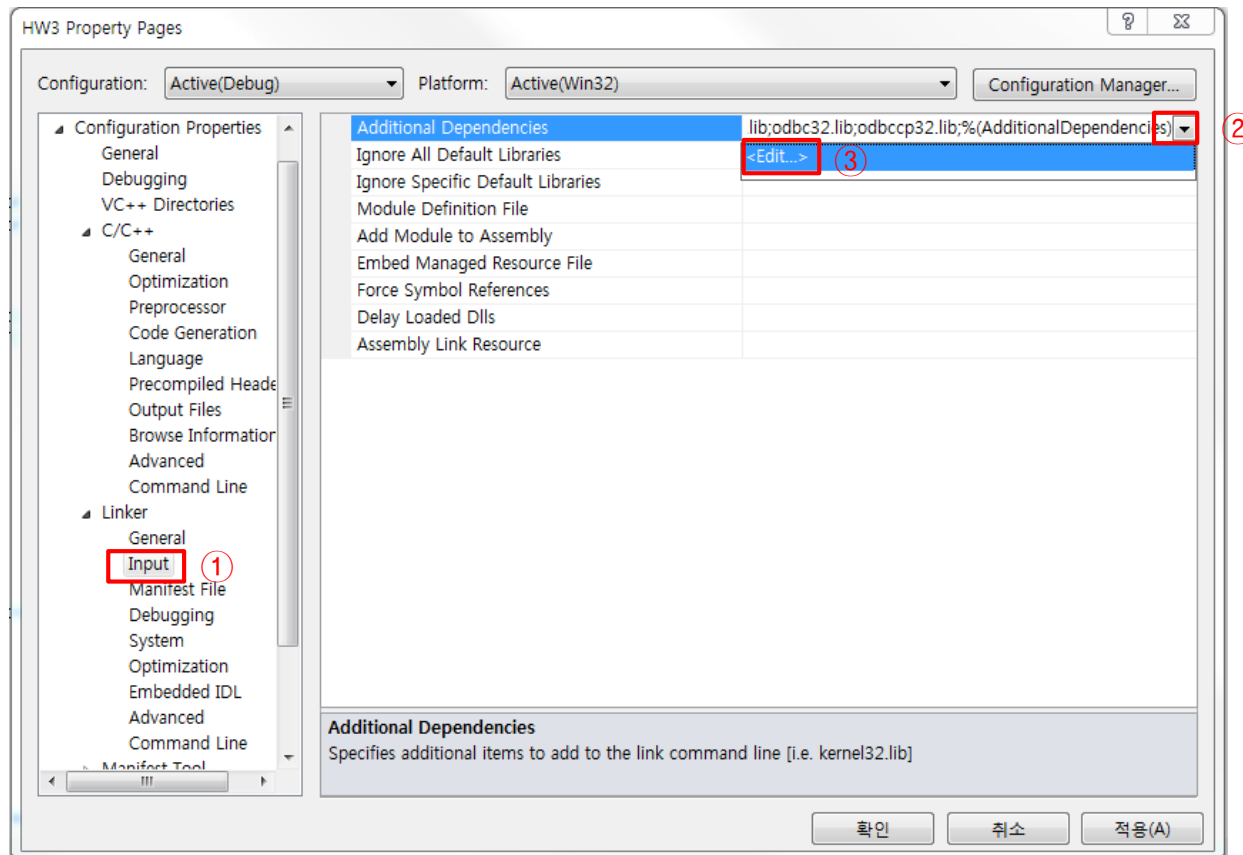 HW3 Property Pages
Configuration: Active(Debug) Platform: Active(Win32) Configuration Manager...
Configuration Properties
General
Debugging
VC++ Directories
C/C++
General
Optimization
Preprocessor
Code Generation
Language
Precompiled Heade
Output Files
Browse Information
Advanced
Command Line
Linker
General
Input ①
Manifest File
Debugging
System
Optimization
Embedded IDL
Advanced
Command Line
Manifest Tool
Additional Dependencies lib;odbc32.lib;odbccp32.lib;%(AdditionalDependencies) ②
Ignore All Default Libraries <Edit...> ③
Ignore Specific Default Libraries
Module Definition File
Add Module to Assembly
Embed Managed Resource File
Force Symbol References
Delay Loaded Dlls
Assembly Link Resource
Additional Dependencies
Specifies additional items to add to the link command line [i.e. kernel32.lib]
확인 취소 적용(A)